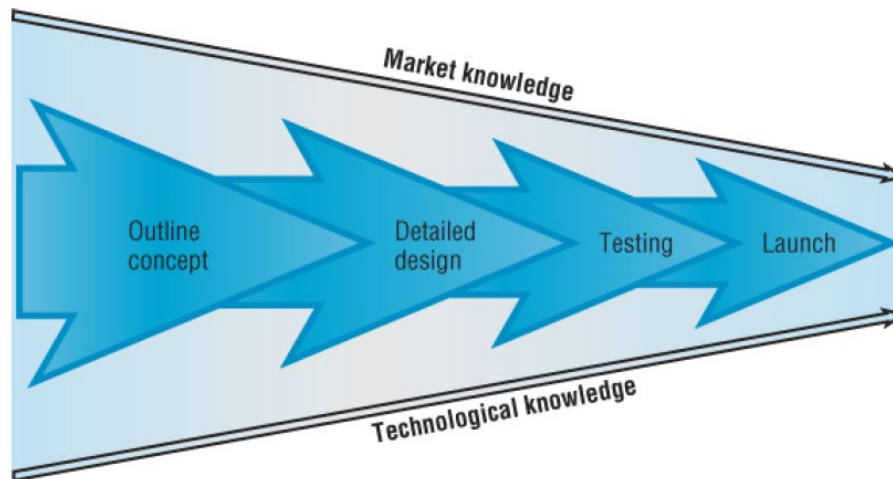 Market knowledge
Outline
concept
Detailed
design
Testing
Launch
Technological knowledge